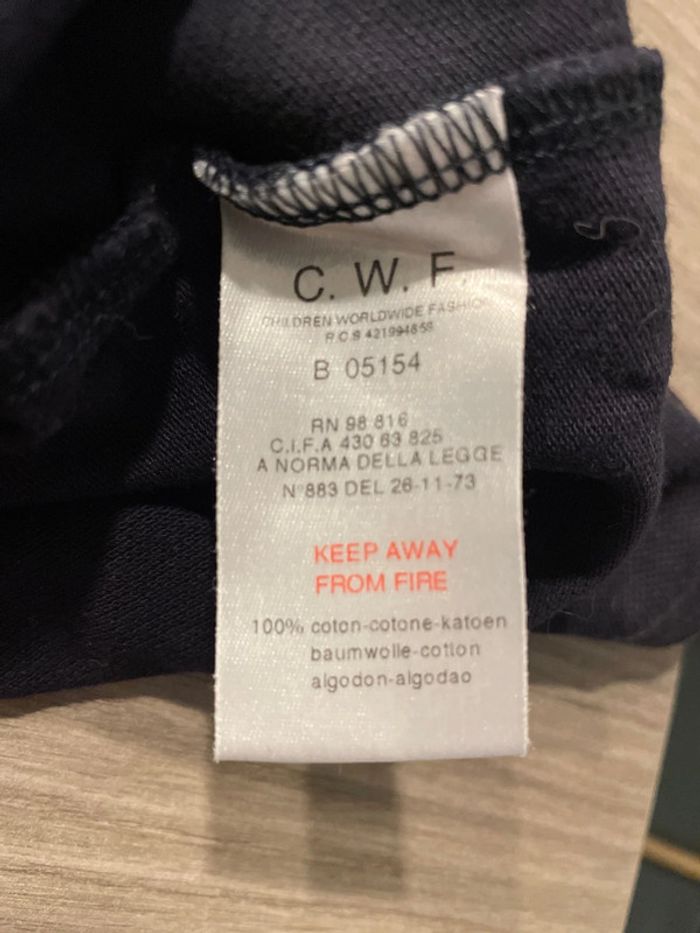 C. W. F.
CHILDREN WORLDWIDE FASHION
R C S 421994658
B 05154
RN 98 816
C.I.F.A 430 63 825
A NORMA DELLA LEGGE
N°883 DEL 26-11-73
KEEP AWAY
FROM FIRE
100% coton-cotone-katoen
baumwolle-cotton
algodon-algodao